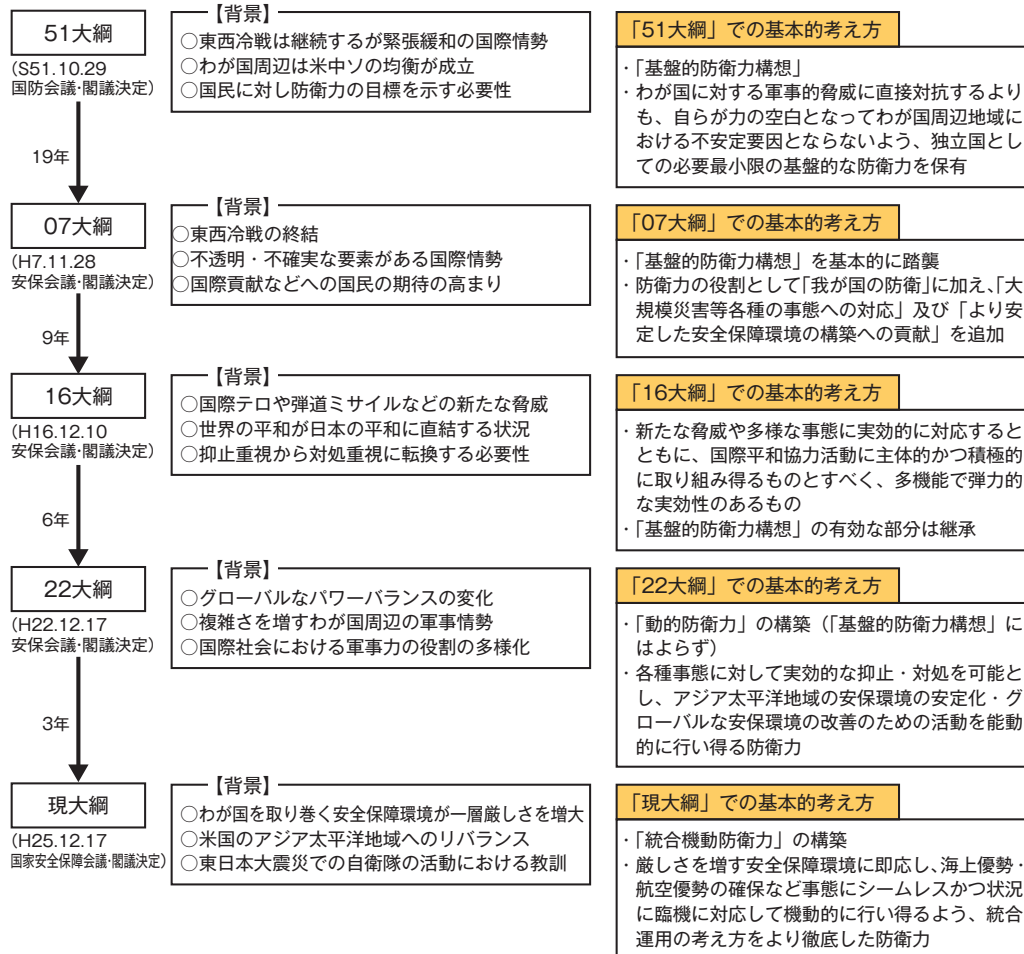 51大綱
(S51.10.29
国防会議・閣議決定)
【背景】
○東西冷戦は継続するが緊張緩和の国際情勢
○わが国周辺は米中ソの均衡が成立
○国民に対し防衛力の目標を示す必要性
「51大綱」での基本的考え方
・「基盤的防衛力構想」
・わが国に対する軍事的脅威に直接対抗するより
も、自らが力の空白となってわが国周辺地域に
おける不安定要因とならないよう、独立国とし
ての必要最小限の基盤的な防衛力を保有
19年
07大綱
(H7.11.28
安保会議・閣議決定)
【背景】
○東西冷戦の終結
○不透明・不確実な要素がある国際情勢
○国際貢献などへの国民の期待の高まり
「07大綱」での基本的考え方
・「基盤的防衛力構想」を基本的に踏襲
・防衛力の役割として「我が国の防衛」に加え、「大
規模災害等各種の事態への対応」及び「より安
定した安全保障環境の構築への貢献」を追加
9年
16大綱
(H16.12.10
安保会議・閣議決定)
【背景】
○国際テロや弾道ミサイルなどの新たな脅威
○世界の平和が日本の平和に直結する状況
○抑止重視から対処重視に転換する必要性
「16大綱」での基本的考え方
・新たな脅威や多様な事態に実効的に対応すると
ともに、国際平和協力活動に主体的かつ積極的
に取り組み得るものとすべく、多機能で弾力的
な実効性のあるもの
・「基盤的防衛力構想」の有効な部分は継承
6年
22大綱
(H22.12.17
安保会議・閣議決定)
【背景】
○グローバルなパワーバランスの変化
○複雑さを増すわが国周辺の軍事情勢
○国際社会における軍事力の役割の多様化
「22大綱」での基本的考え方
・「動的防衛力」の構築(「基盤的防衛力構想」に
はよらず)
・各種事態に対して実効的な抑止・対処を可能と
し、アジア太平洋地域の安保環境の安定化・グ
ローバルな安保環境の改善のための活動を能動
的に行い得る防衛力
3年
現大綱
(H25.12.17
国家安全保障会議・閣議決定)
【背景】
○わが国を取り巻く安全保障環境が一層厳しさを増大
○米国のアジア太平洋地域へのリバランス
○東日本大震災での自衛隊の活動における教訓
「現大綱」での基本的考え方
・「統合機動防衛力」の構築
・厳しさを増す安全保障環境に即応し、海上優勢・
航空優勢の確保など事態にシームレスかつ状況
に臨機に対応して機動的に行い得るよう、統合
運用の考え方をより徹底した防衛力